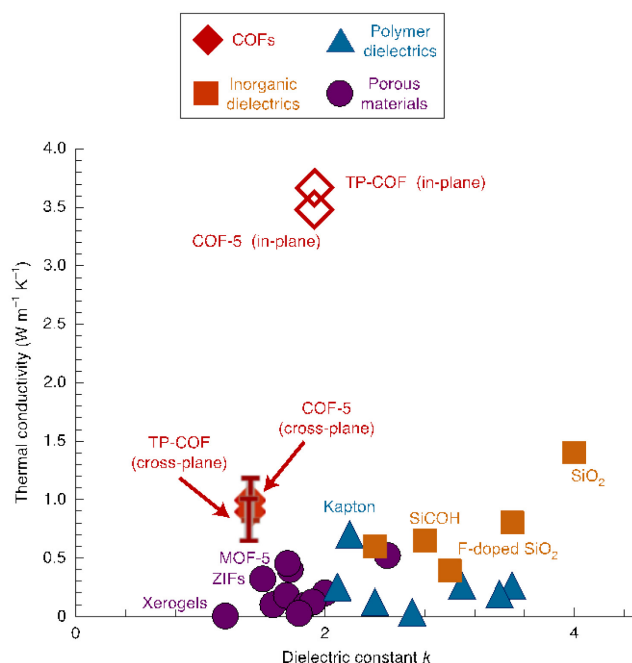 COFs
Polymer
dielectrics
Inorganic
dielectrics
Porous
materials
4.0
3.5
3.0
2.5
2.0
1.5
1.0
0.5
0
Thermal conductivity (W m⁻¹ K⁻¹)
TP-COF (in-plane)
COF-5 (in-plane)
COF-5
(cross-plane)
TP-COF
(cross-plane)
SiO₂
Kapton
SiCOH
F-doped SiO₂
MOF-5
ZIFs
Xerogels
0
2
4
Dielectric constant k